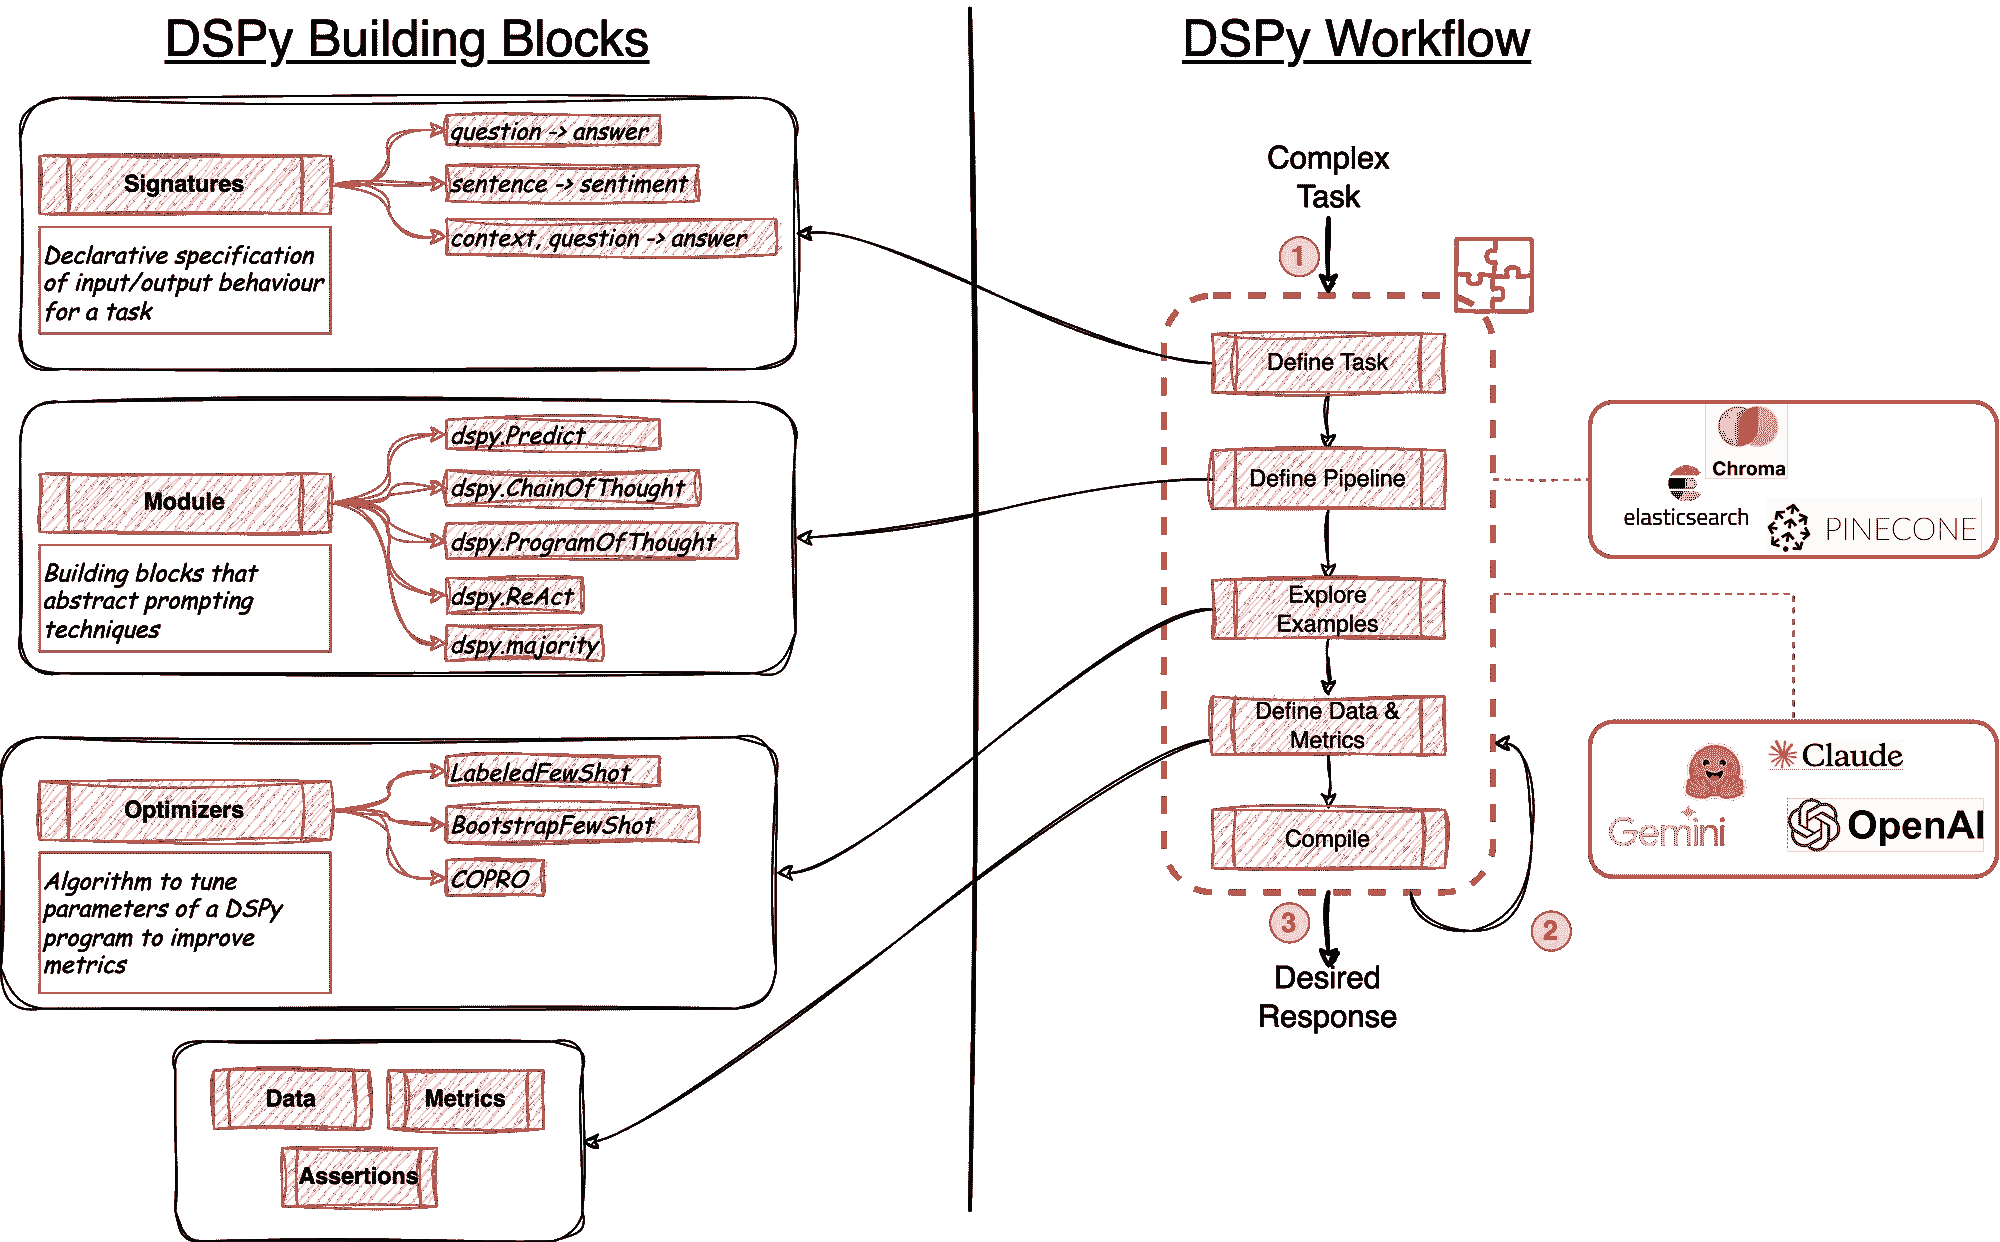 DSPy Building Blocks
Signatures
Declarative specification
of input/output behaviour
for a task
question -> answer
sentence -> sentiment
context, question -> answer
Module
Building blocks that
abstract prompting
techniques
dspy.Predict
dspy.ChainOfThought
dspy.ProgramOfThought
dspy.ReAct
dspy.majority
Optimizers
Algorithm to tune
parameters of a DSPy
program to improve
metrics
LabeledFewShot
BootstrapFewShot
COPRO
Data
Metrics
Assertions
DSPy Workflow
Complex
Task
1
Define Task
Define Pipeline
Explore
Examples
Define Data &
Metrics
Compile
2
3
Desired
Response
Chroma
elasticsearch
PINECONE
Claude
Gemini
OpenAI